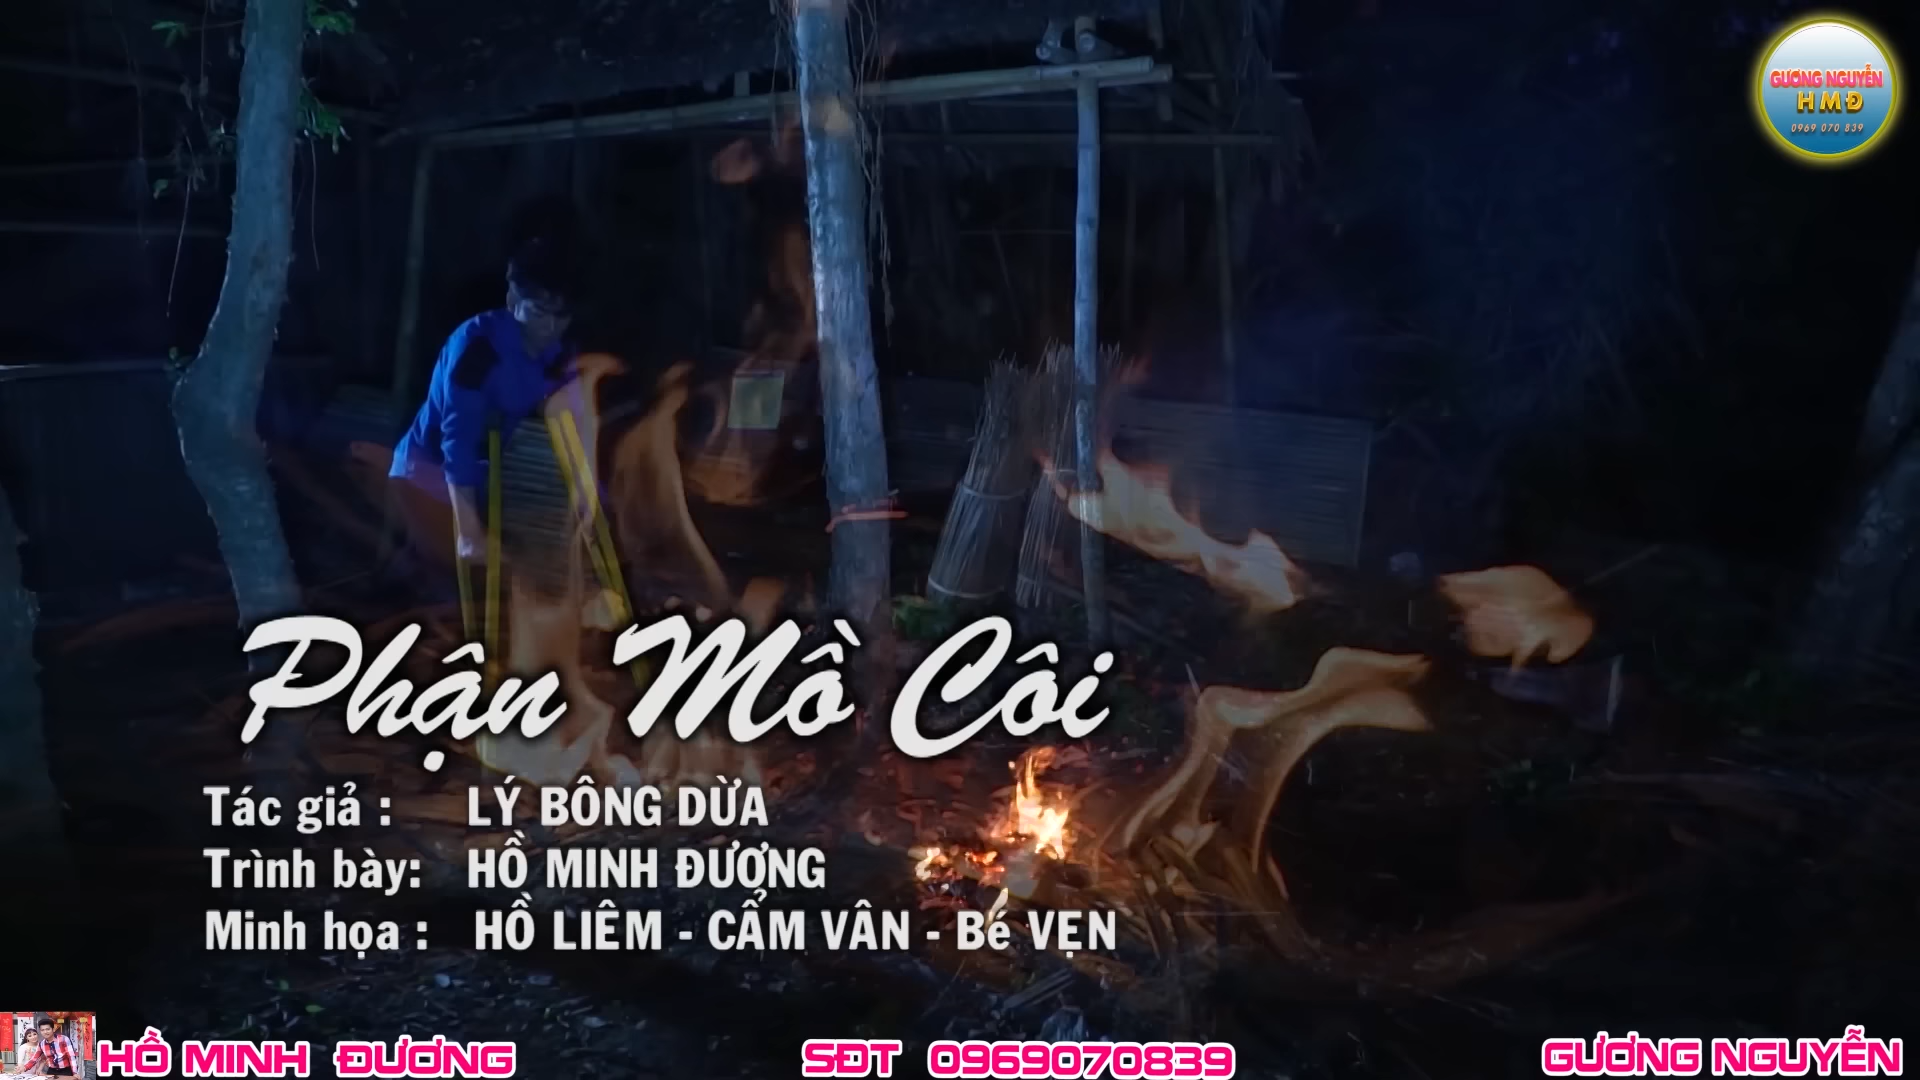 GƯƠNG NGUYỄN
HMĐ
0969 070 839
Phận Mồ Côi
Tác giả : LÝ BÔNG DỪA
Trình bày: HỒ MINH ĐƯƠNG
Minh họa : HỒ LIÊM - CẨM VÂN - Bé VẸN
HỒ MINH ĐƯƠNG SĐT 0969070839 GƯƠNG NGUYỄN